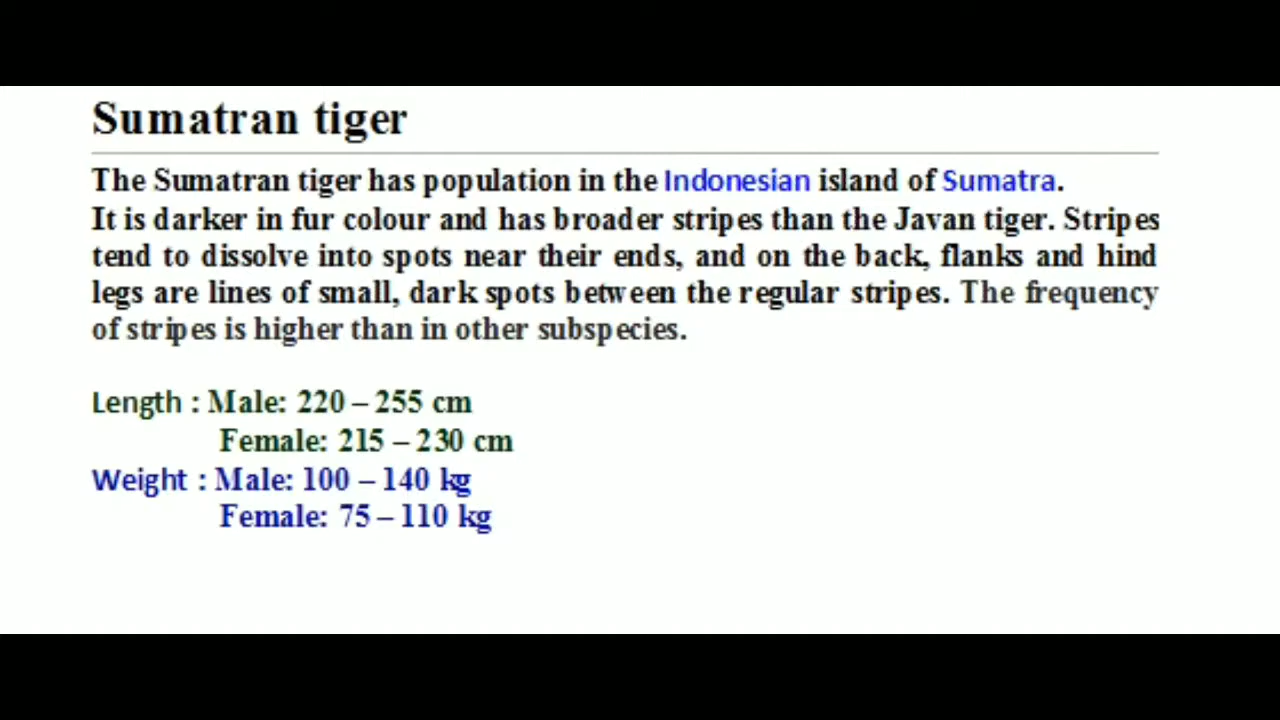 Sumatran tiger
The Sumatran tiger has population in the Indonesian island of Sumatra.
It is darker in fur colour and has broader stripes than the Javan tiger. Stripes
tend to dissolve into spots near their ends, and on the back, flanks and hind
legs are lines of small, dark spots between the regular stripes. The frequency
of stripes is higher than in other subspecies.
Length : Male: 220 – 255 cm
Female: 215 – 230 cm
Weight : Male: 100 – 140 kg
Female: 75 – 110 kg